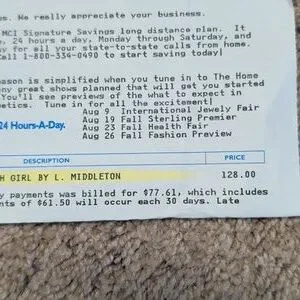 es. We really appreciate your business.
MCI Signature Savings long distance plan. It
e, 24 hours a day, Monday through Saturday, and
ay for all your state-to-state calls from home.
Call 1-800-334-0490 to start saving today|
eason is simplified when you tune in to The Home
ny great shows planned that will get you started
You'll see previews of the what to expect in
etics. Tune in for all the excitement|
Aug 9 International Jewely Fair
Aug 19 Fall Sterling Premier
24 Hours-A-Day. Aug 23 Fall Health Fair
Aug 26 Fall Fashion Preview
DESCRIPTION PRICE
H GIRL BY L. MIDDLETON 128.00
y payments was billed for $77.61, which includes
nts of $61.50 will occur each 30 days. Late